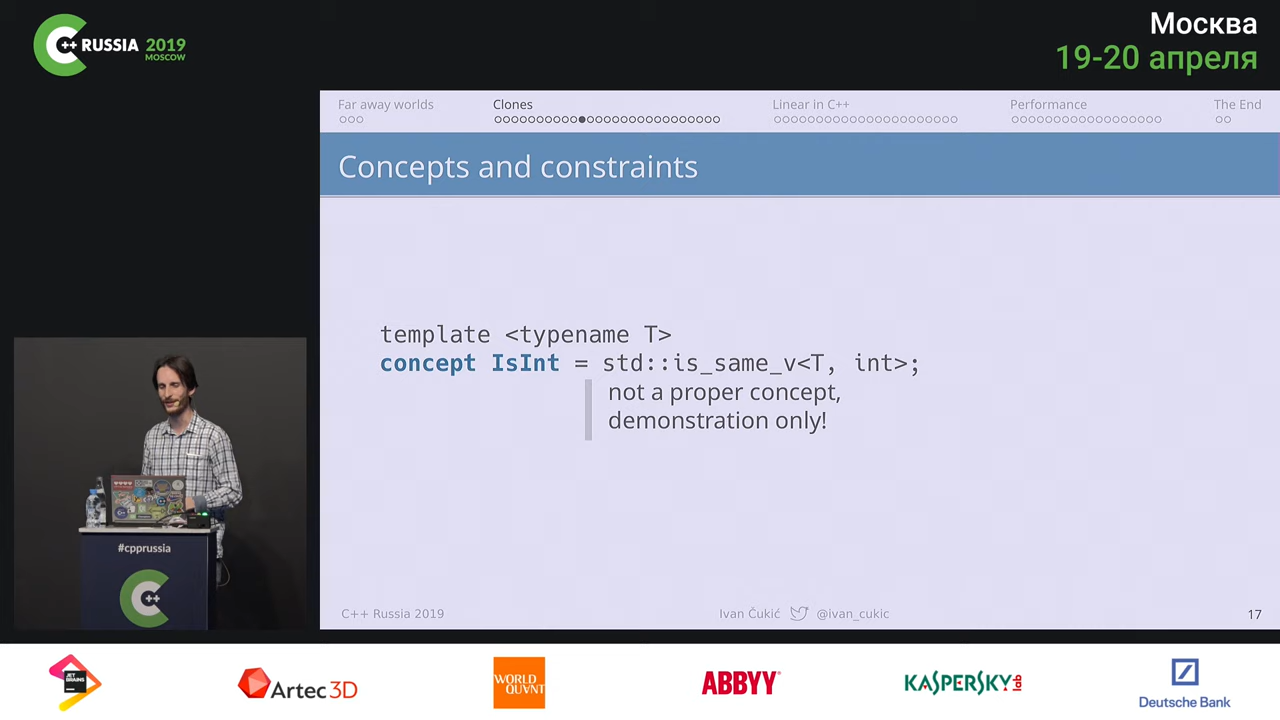 C++ RUSSIA 2019
MOSCOW
Москва
19-20 апреля
Far away worlds
Clones
Linear in C++
Performance
The End
Concepts and constraints
template <typename T>
concept IsInt = std::is_same_v<T, int>;
not a proper concept,
demonstration only!
#cpprussia
C++
C++ Russia 2019
Ivan Čukić
@ivan_cukic
17
JET
BRAINS
Artec 3D
WORLD
QUANT
ABBYY
KASPERSKY lab
Deutsche Bank